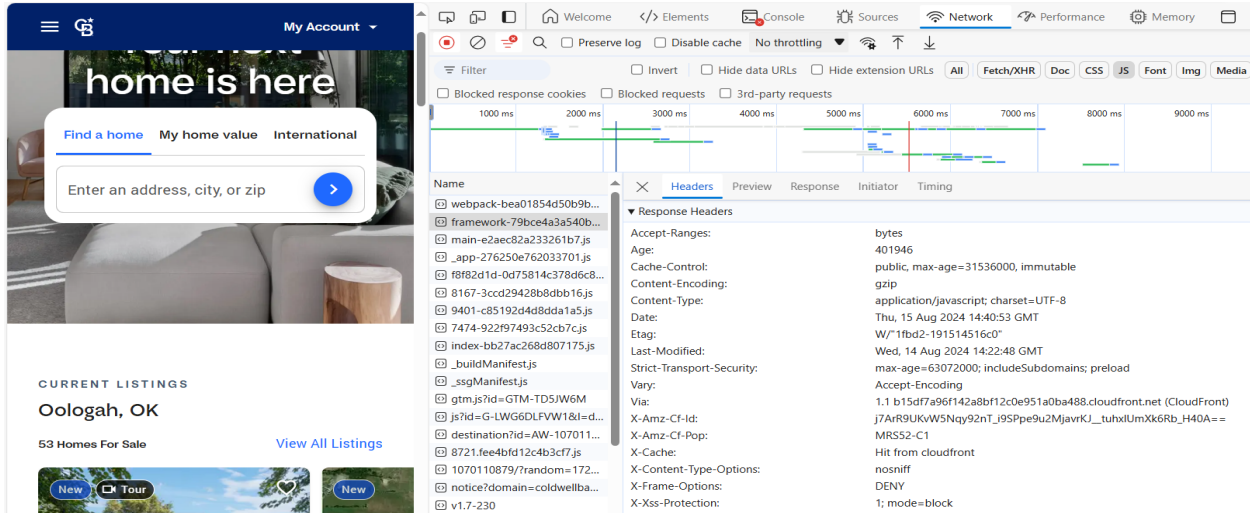 CB
My Account
Your next
home is here
Find a home My home value International
Enter an address, city, or zip
CURRENT LISTINGS
Oologah, OK
53 Homes For Sale View All Listings
New Tour New
Welcome Elements Console Sources Network Performance Memory
Preserve log Disable cache No throttling
Filter Invert Hide data URLs Hide extension URLs All Fetch/XHR Doc CSS JS Font Img Media
Blocked response cookies Blocked requests 3rd-party requests
1000 ms 2000 ms 3000 ms 4000 ms 5000 ms 6000 ms 7000 ms 8000 ms 9000 ms
Name
webpack-bea01854d50b9b...
framework-79bce4a3a540b...
main-e2aec82a233261b7.js
_app-276250e762033701.js
f8f82d1d-0d75814c378d6c8...
8167-3ccd29428b8dbb16.js
9401-c85192d4d8dda1a5.js
7474-922f97493c52cb7c.js
index-bb27ac268d807175.js
_buildManifest.js
_ssgManifest.js
gtm.js?id=GTM-TD5JW6M
js?id=G-LWG6DLFVW1&l=d...
destination?id=AW-107011...
8721.fee4bfd12c4b3cf7.js
1070110879/?random=172...
notice?domain=coldwellba...
v1.7-230
Headers Preview Response Initiator Timing
Response Headers
Accept-Ranges: bytes
Age: 401946
Cache-Control: public, max-age=31536000, immutable
Content-Encoding: gzip
Content-Type: application/javascript; charset=UTF-8
Date: Thu, 15 Aug 2024 14:40:53 GMT
Etag: W/"1fbd2-191514516c0"
Last-Modified: Wed, 14 Aug 2024 14:22:48 GMT
Strict-Transport-Security: max-age=63072000; includeSubdomains; preload
Vary: Accept-Encoding
Via: 1.1 b15df7a96f142a8bf12c0e951a0ba488.cloudfront.net (CloudFront)
X-Amz-Cf-Id: j7ArR9UKvW5Nqy92nT_i9SPpe9u2MjavrKJ__tuhxlUmXk6Rb_H40A==
X-Amz-Cf-Pop: MRS52-C1
X-Cache: Hit from cloudfront
X-Content-Type-Options: nosniff
X-Frame-Options: DENY
X-Xss-Protection: 1; mode=block